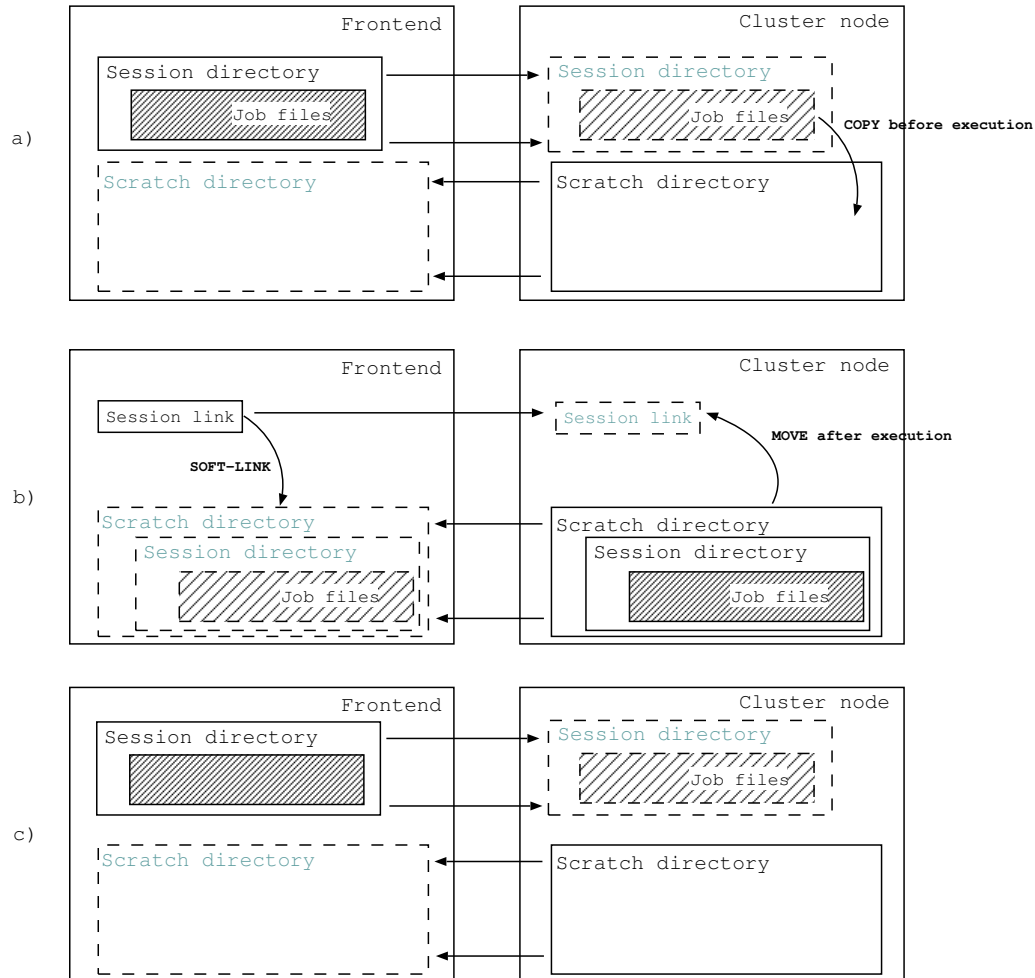 Frontend
Cluster node
Session directory
Session directory
Job files
Job files
COPY before execution
a)
Scratch directory
Scratch directory
Frontend
Cluster node
Session link
Session link
MOVE after execution
SOFT-LINK
b)
Scratch directory
Scratch directory
Session directory
Session directory
Job files
Job files
Frontend
Cluster node
Session directory
Session directory
Job files
c)
Scratch directory
Scratch directory